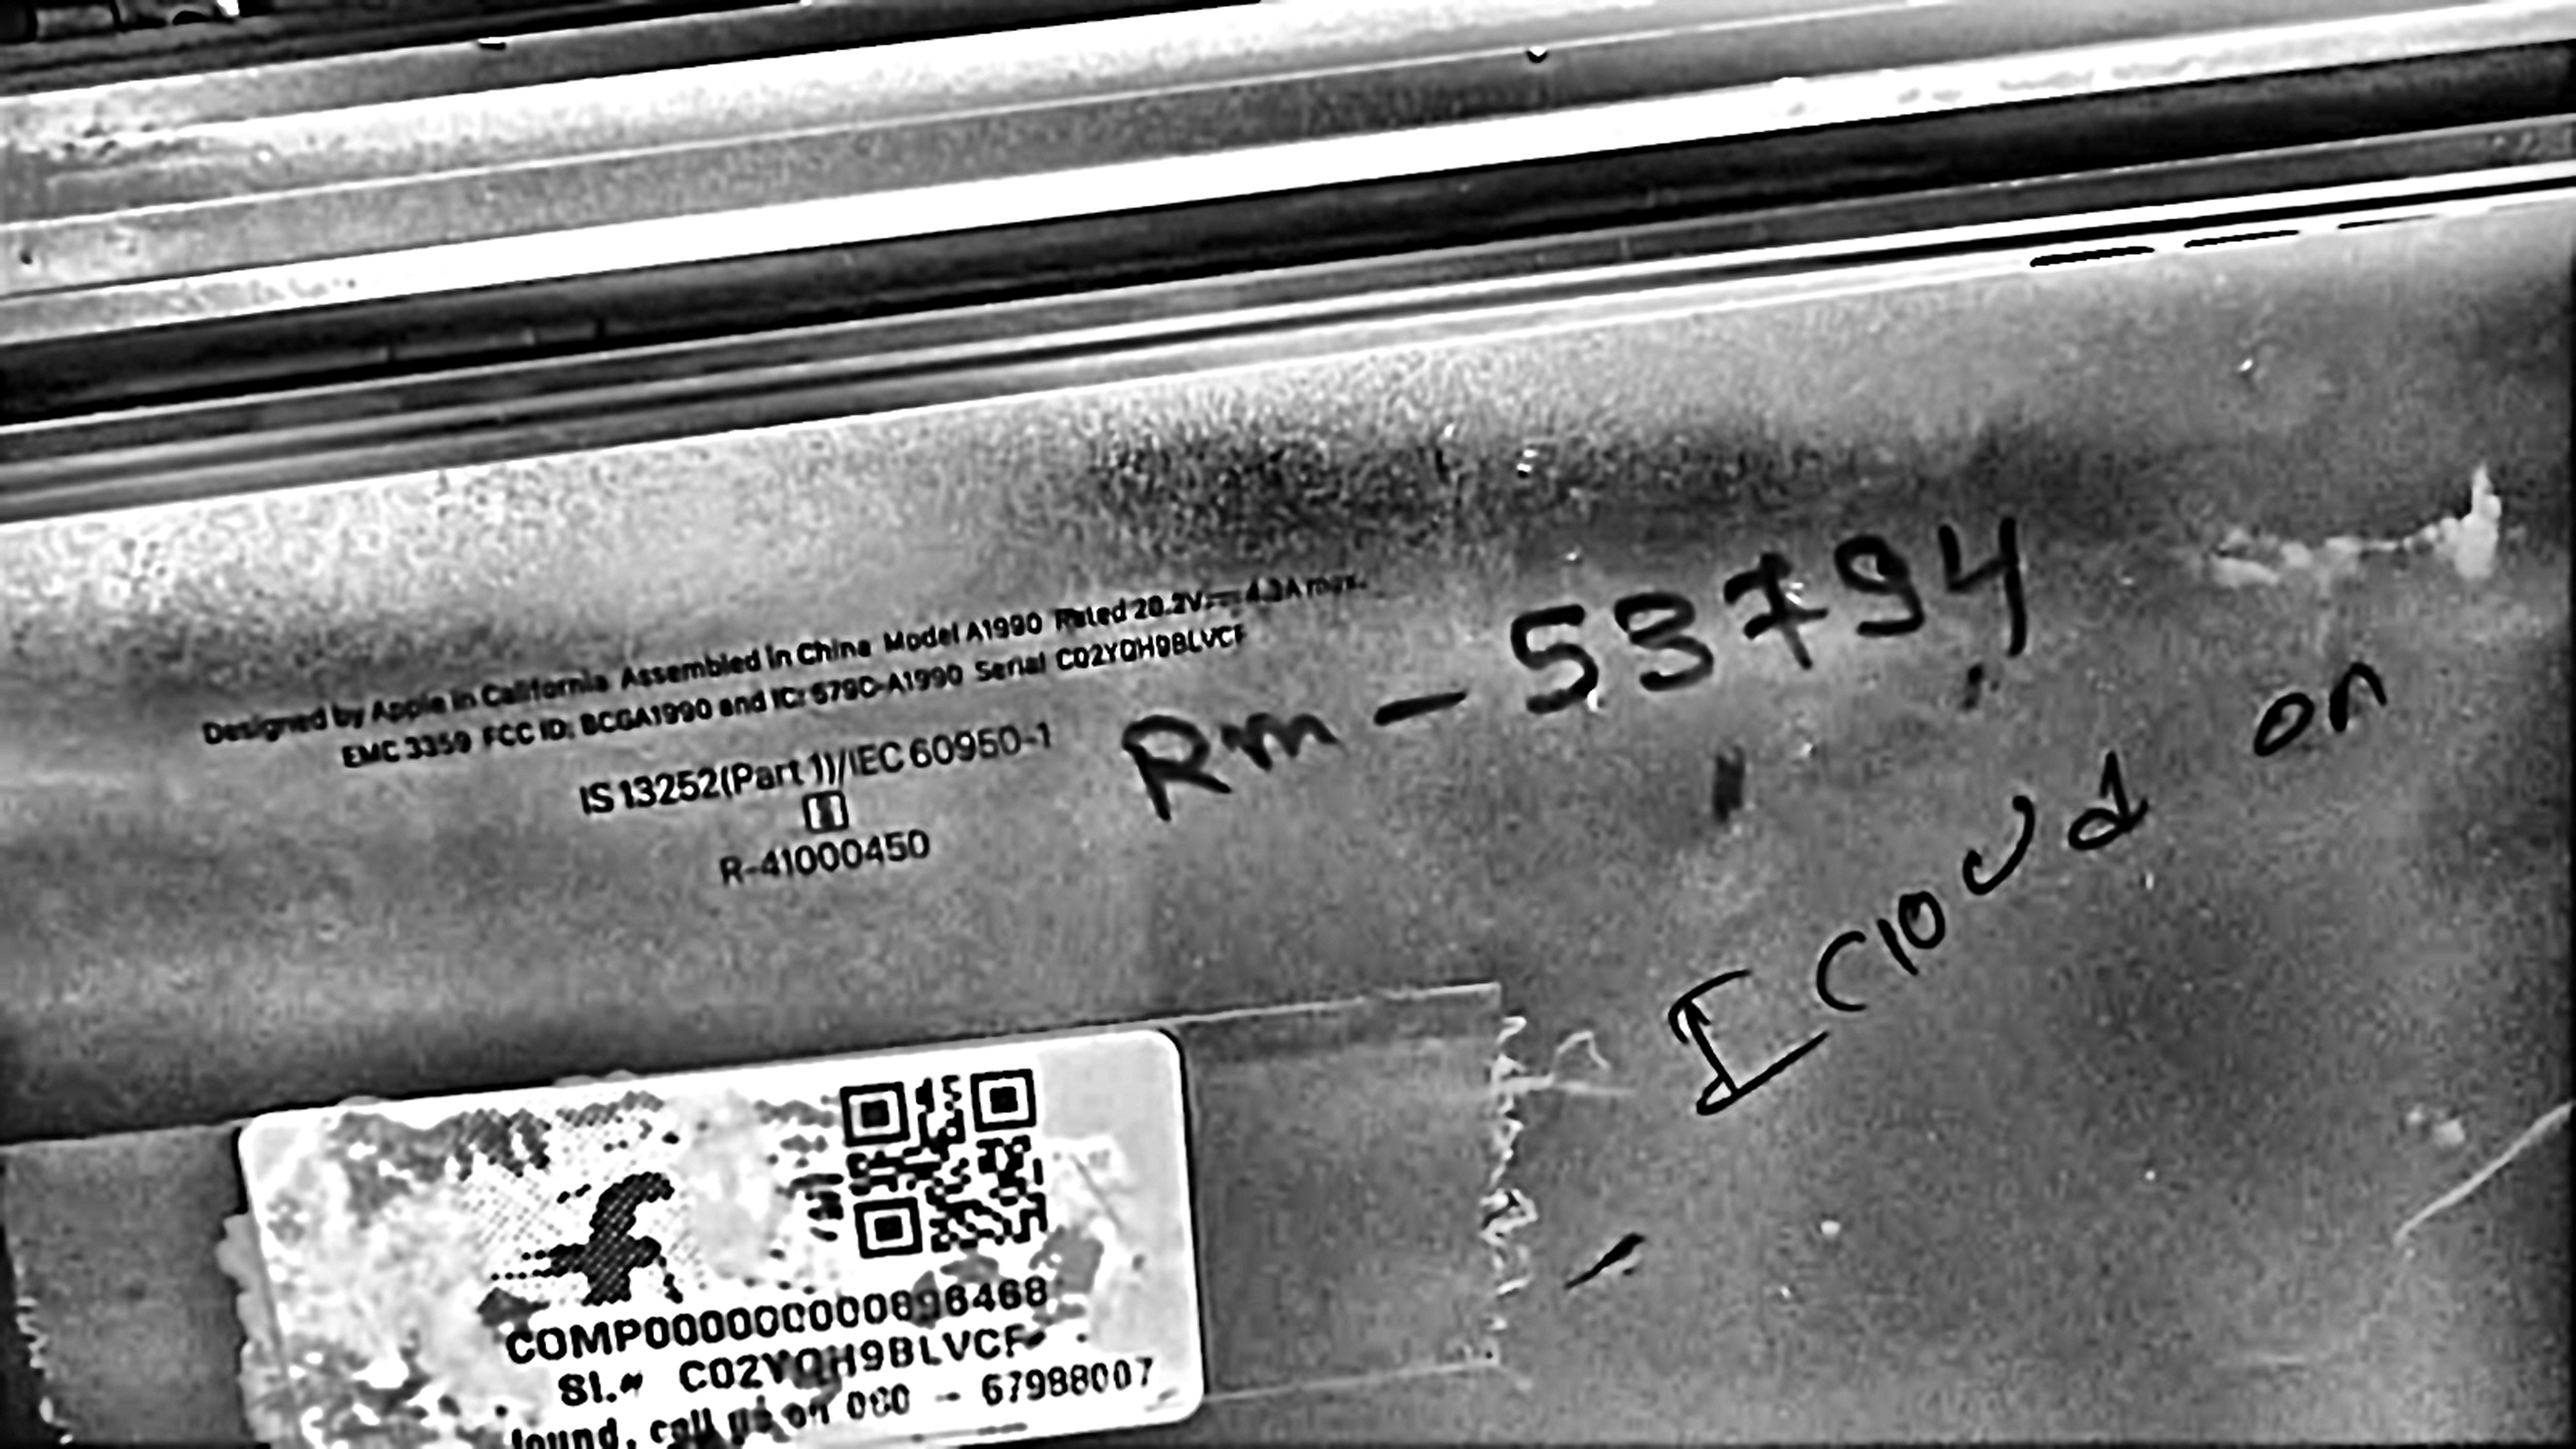 Designed by Apple in California Assembled in China Model A1990 Rated 20.2V⎓4.3A max.
EMC 3359 FCC ID: BCGA1990 and IC: 579C-A1990 Serial C02YQH9BLVCF
IS 13252(Part 1)/IEC 60950-1
R-41000450
Rm-53794
ICloud on
COMP000000000896468
Sl.# C02YQH9BLVCF
found, call us on 080 - 67988007